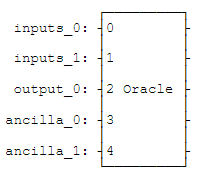 inputs_0: 0
inputs_1: 1
output_0: 2 Oracle
ancilla_0: 3
ancilla_1: 4